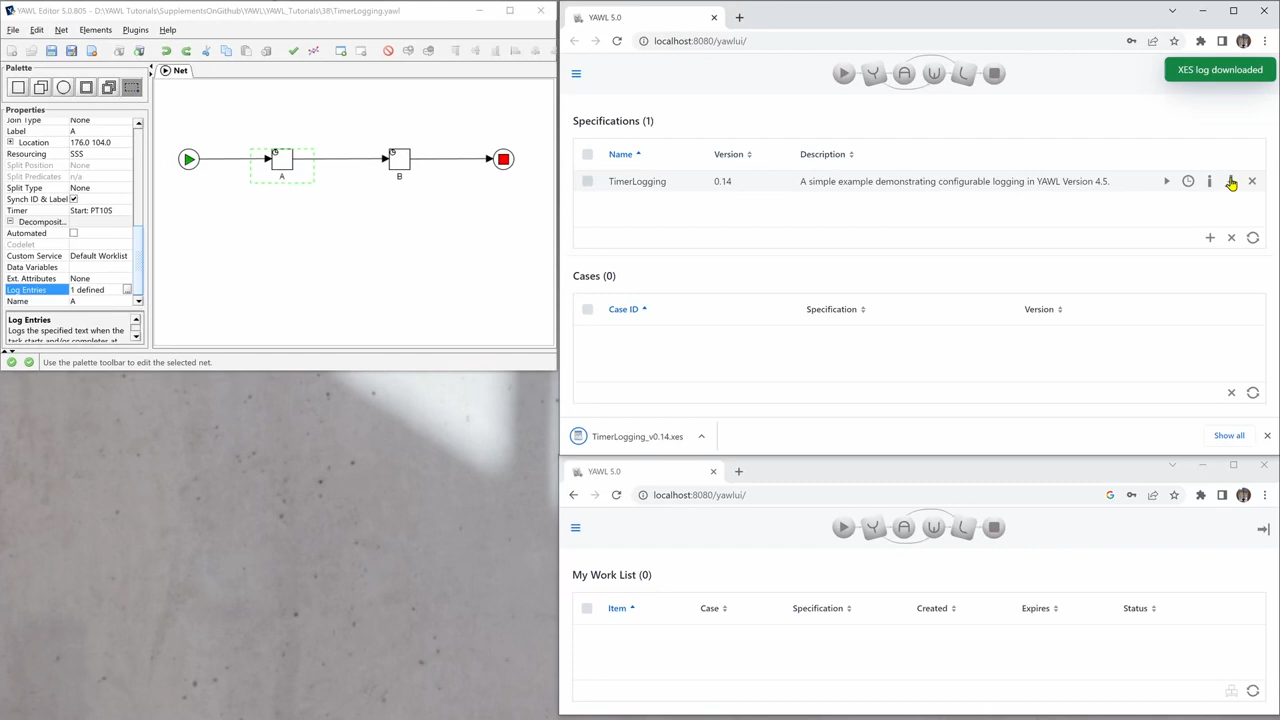 YAWL Editor 5.0.805 - D:\YAWL Tutorials\SupplementsOnGithub\YAWL\YAWL_Tutorials\38\TimerLogging.yawl
File Edit Net Elements Plugins Help
Palette
Properties
Join Type None
Label A
Location 176.0 104.0
Resourcing SSS
Split Position None
Split Predicates n/a
Split Type None
Synch ID & Label
Timer Start: PT10S
Decomposit...
Automated
Codelet
Custom Service Default Worklist
Data Variables
Ext. Attributes None
Log Entries 1 defined ...
Name A
Log Entries
Logs the specified text when the
task starts and/or completes at
Net
A
B
Use the palette toolbar to edit the selected net.
YAWL 5.0
localhost:8080/yawlui/
Y A W L
XES log downloaded
Specifications (1)
Name Version Description
TimerLogging 0.14 A simple example demonstrating configurable logging in YAWL Version 4.5.
Cases (0)
Case ID Specification Version
TimerLogging_v0.14.xes
Show all
YAWL 5.0
localhost:8080/yawlui/
Y A W L
My Work List (0)
Item Case Specification Created Expires Status